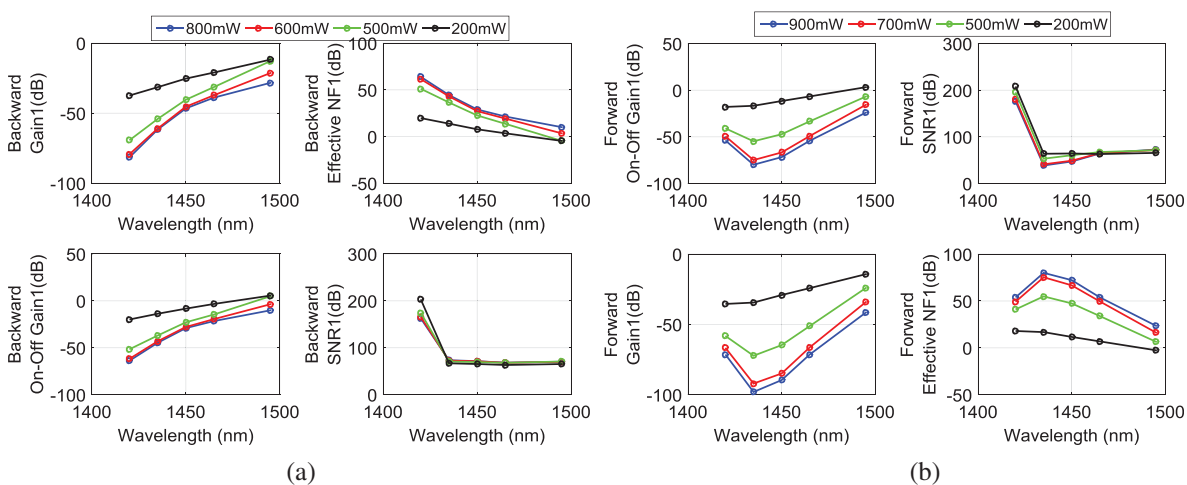 800mW 600mW 500mW 200mW
Backward
Gain1(dB)
0
-50
-100
1400 1450 1500
Wavelength (nm)
Backward
Effective NF1(dB)
100
50
0
-50
1400 1450 1500
Wavelength (nm)
Backward
On-Off Gain1(dB)
50
0
-50
-100
1400 1450 1500
Wavelength (nm)
Backward
SNR1(dB)
300
200
100
0
1400 1450 1500
Wavelength (nm)
(a)
900mW 700mW 500mW 200mW
Forward
On-Off Gain1(dB)
50
0
-50
-100
1400 1450 1500
Wavelength (nm)
Forward
SNR1(dB)
300
200
100
0
1400 1450 1500
Wavelength (nm)
Forward
Gain1(dB)
0
-50
-100
1400 1450 1500
Wavelength (nm)
Forward
Effective NF1(dB)
100
50
0
-50
1400 1450 1500
Wavelength (nm)
(b)